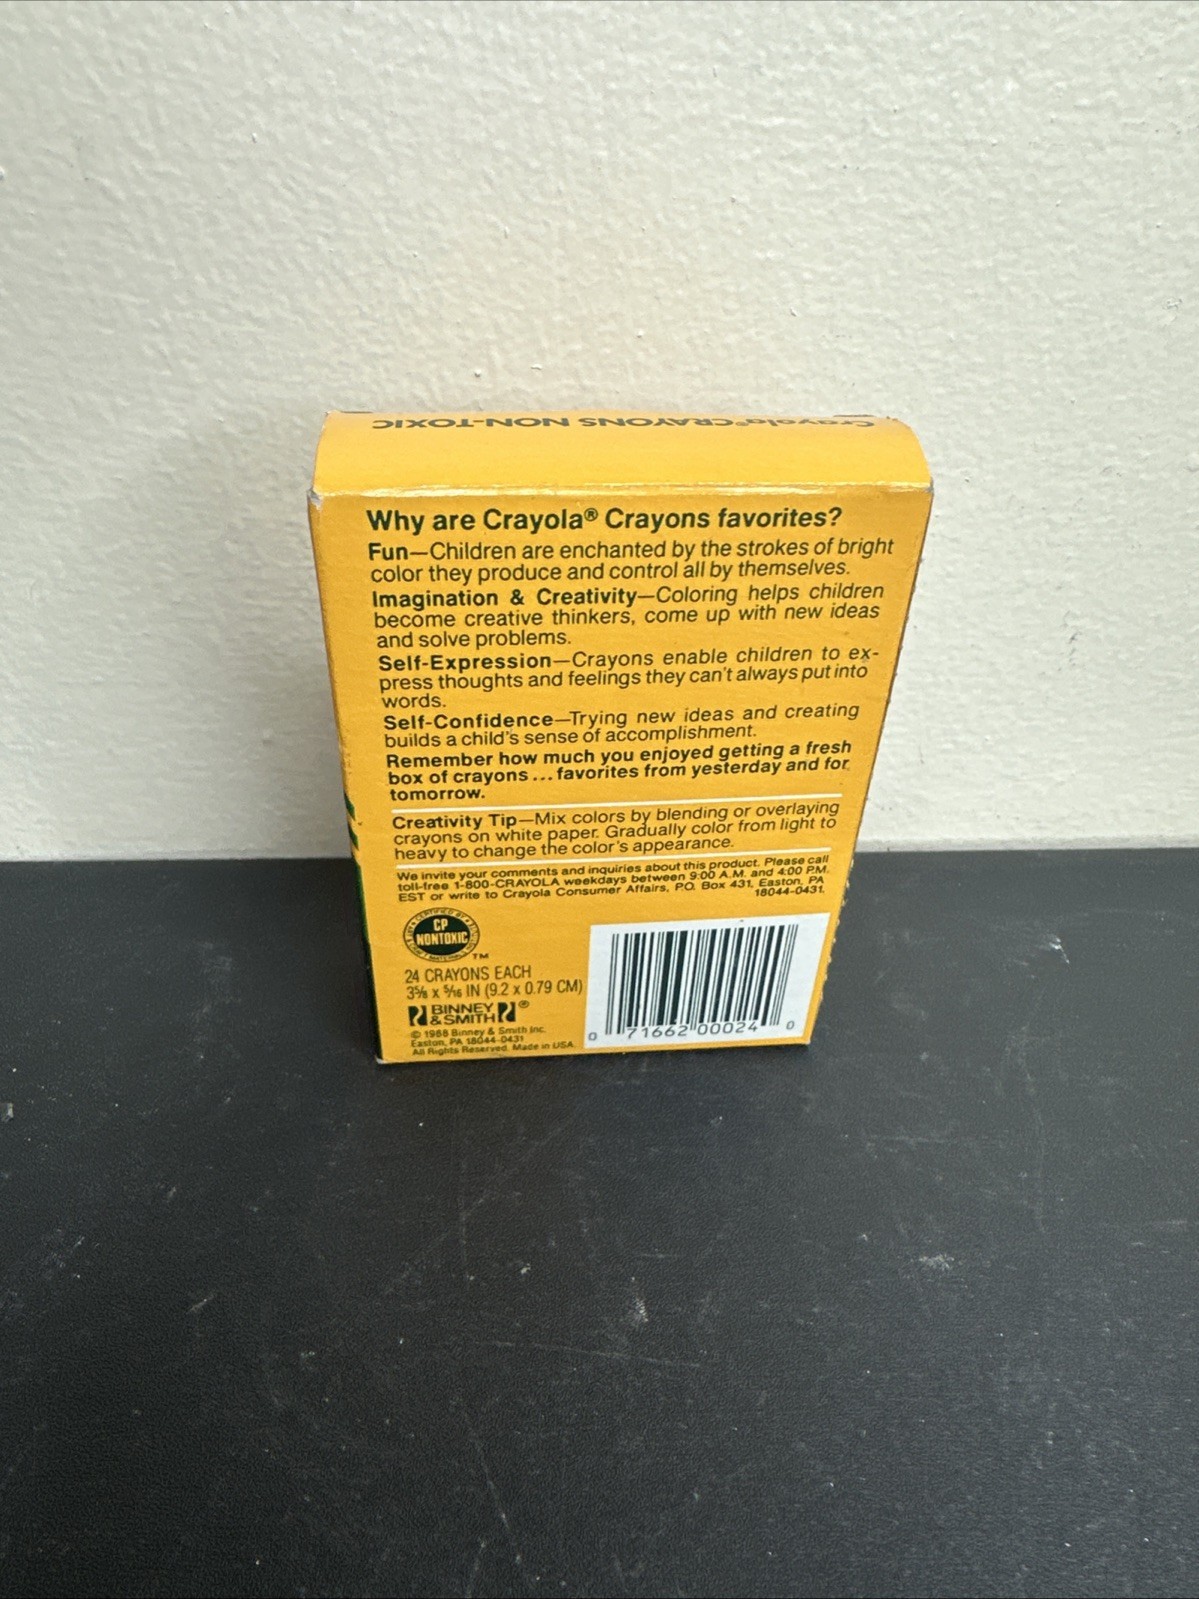 Crayola® CRAYONS NON-TOXIC
Why are Crayola® Crayons favorites?
Fun—Children are enchanted by the strokes of bright
color they produce and control all by themselves.
Imagination & Creativity—Coloring helps children
become creative thinkers, come up with new ideas
and solve problems.
Self-Expression—Crayons enable children to ex-
press thoughts and feelings they can't always put into
words.
Self-Confidence—Trying new ideas and creating
builds a child's sense of accomplishment.
Remember how much you enjoyed getting a fresh
box of crayons ... favorites from yesterday and for
tomorrow.
Creativity Tip—Mix colors by blending or overlaying
crayons on white paper. Gradually color from light to
heavy to change the color's appearance.
We invite your comments and inquiries about this product. Please call
toll-free 1-800-CRAYOLA weekdays between 9:00 A.M. and 4:00 P.M.
EST or write to Crayola Consumer Affairs, P.O. Box 431, Easton, PA
18044-0431.
CERTIFIED BY
CP
NONTOXIC
TM
24 CRAYONS EACH
3⅝ x 5/16 IN (9.2 x 0.79 CM)
BINNEY
& SMITH ®
© 1988 Binney & Smith Inc.
Easton, PA 18044-0431
All Rights Reserved. Made in USA.
0 71662 00024 0